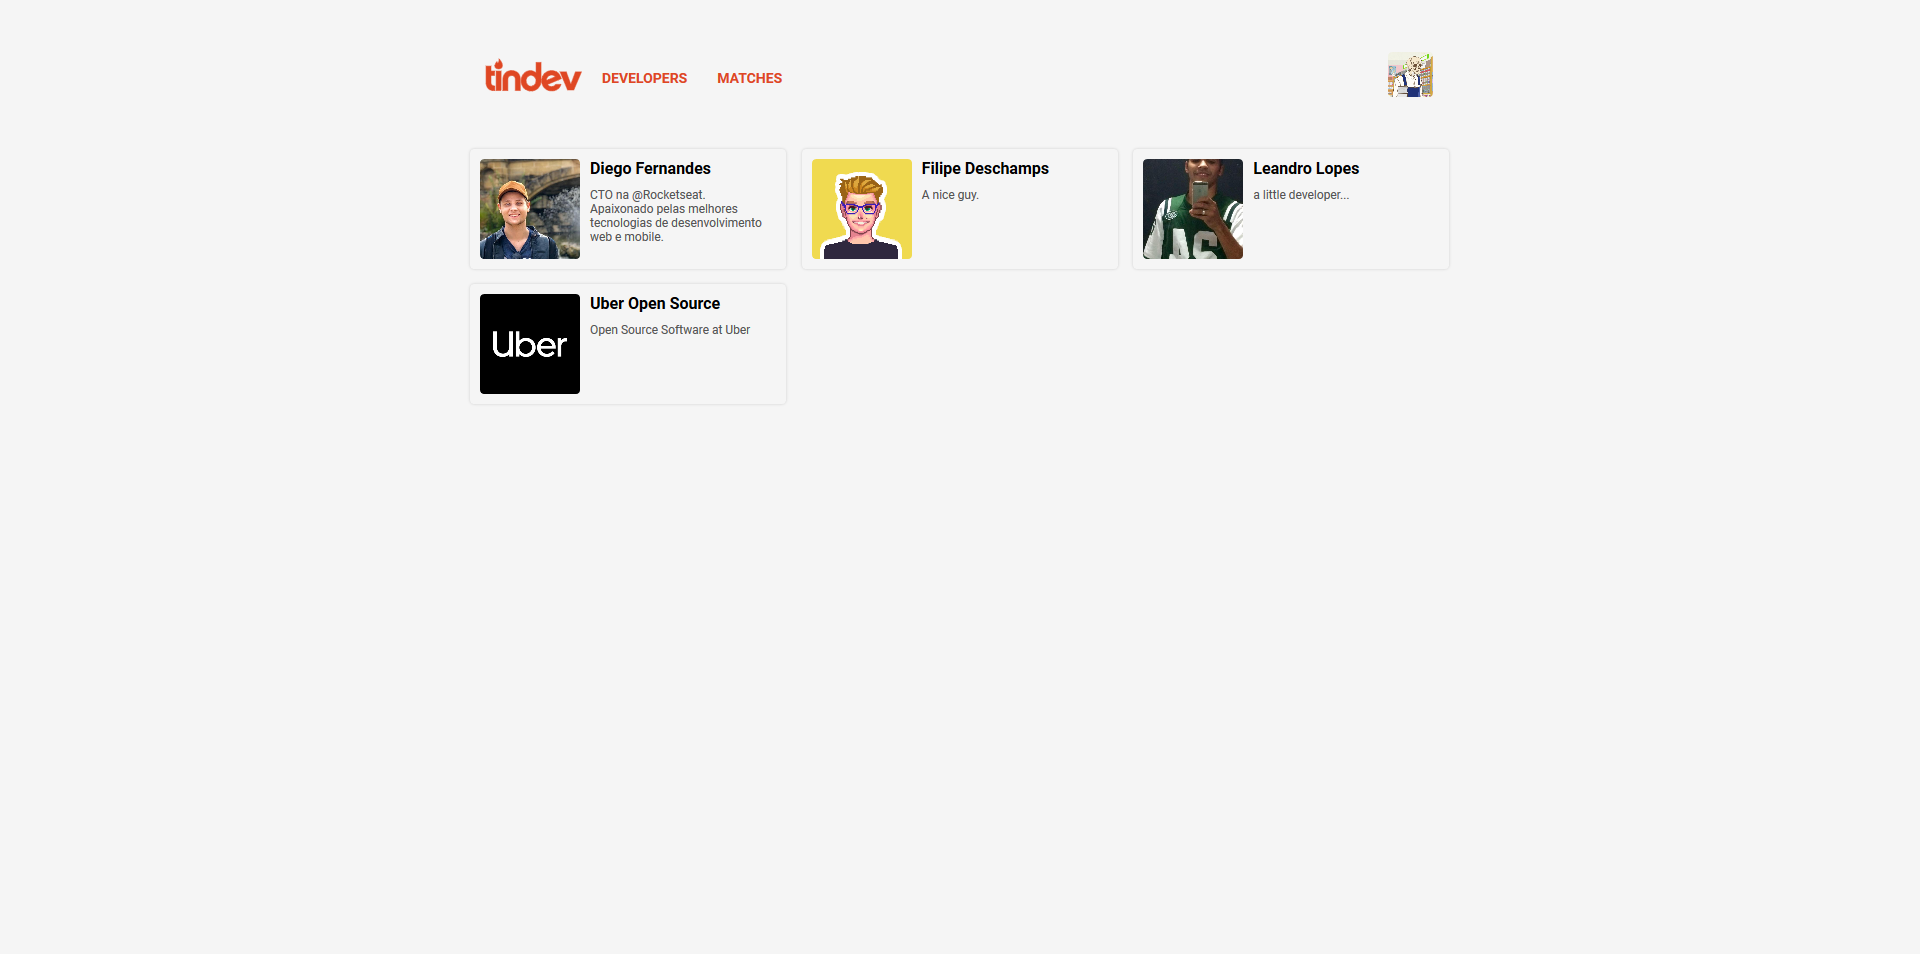 tindev DEVELOPERS MATCHES
Diego Fernandes
CTO na @Rocketseat.
Apaixonado pelas melhores
tecnologias de desenvolvimento
web e mobile.
Filipe Deschamps
A nice guy.
Leandro Lopes
a little developer...
Uber
Uber Open Source
Open Source Software at Uber